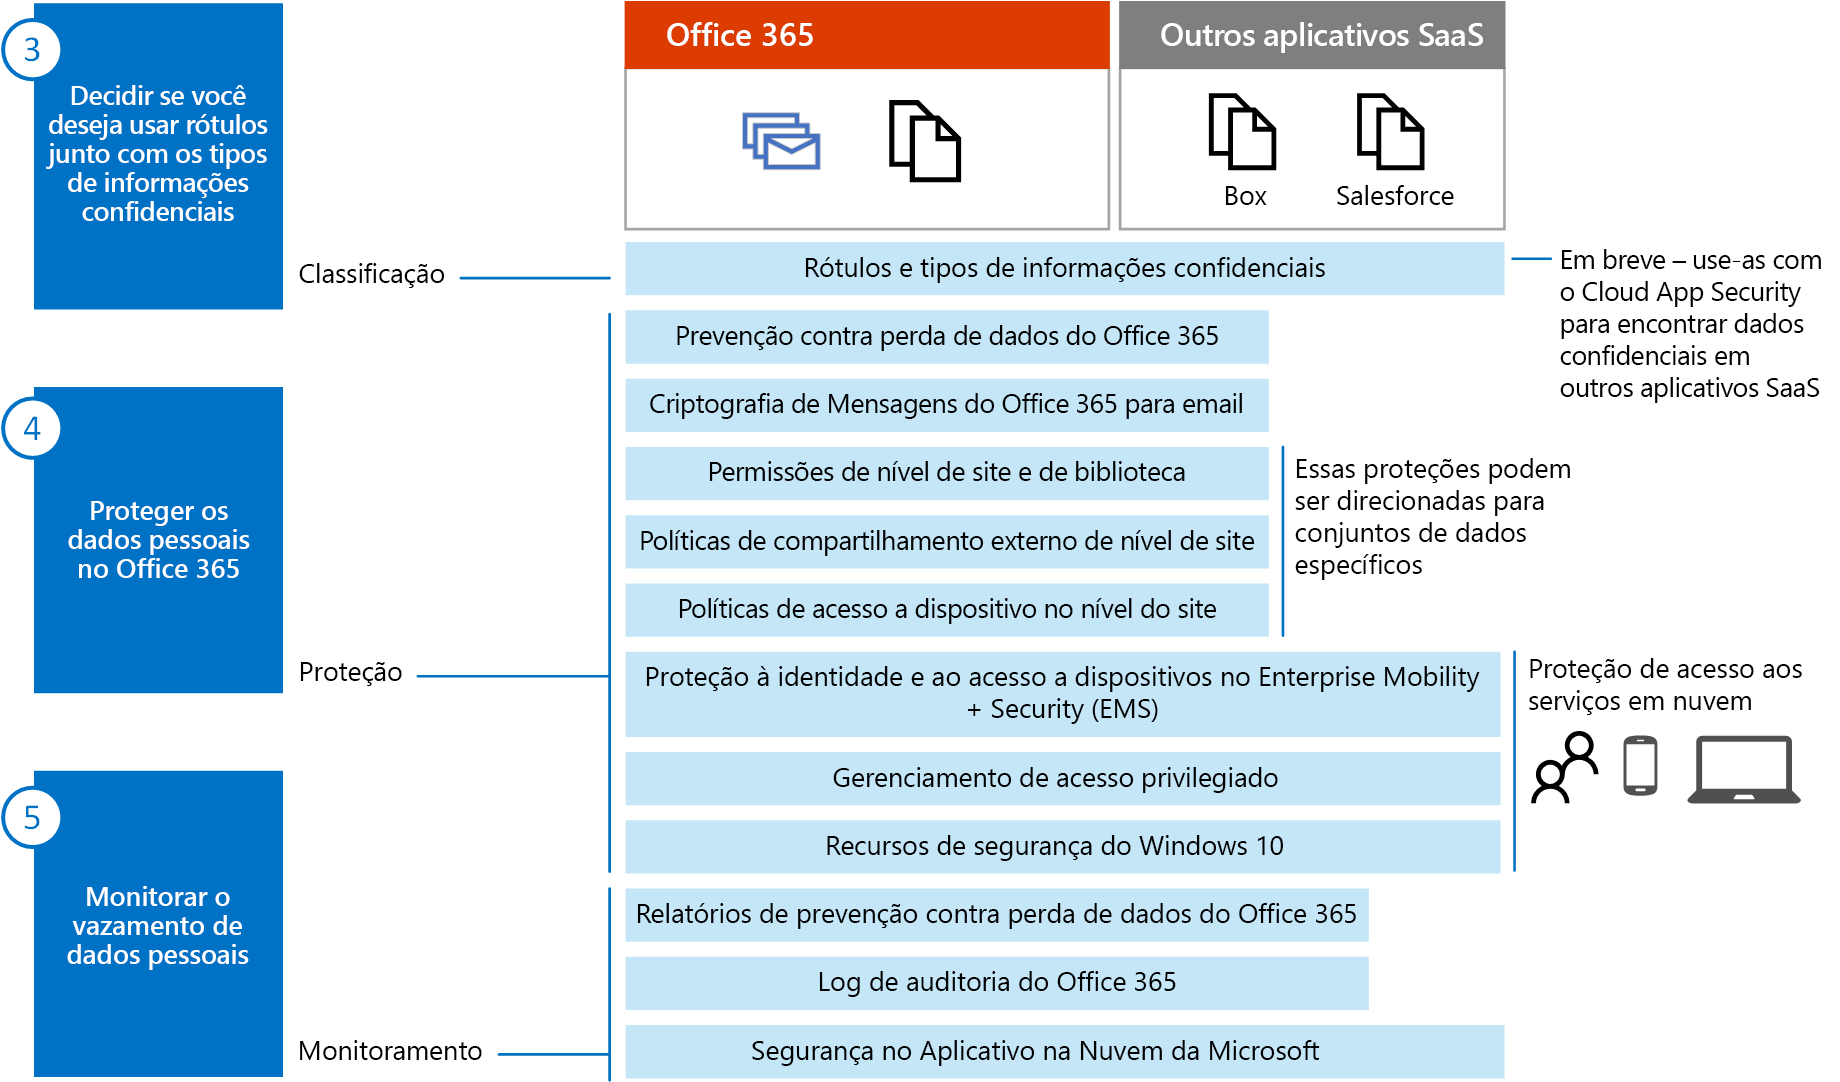 3
Decidir se você
deseja usar rótulos
junto com os tipos
de informações
confidenciais
Office 365
Outros aplicativos SaaS
Box
Salesforce
Classificação
Rótulos e tipos de informações confidenciais
Em breve – use-as com
o Cloud App Security
para encontrar dados
confidenciais em
outros aplicativos SaaS
4
Proteger os
dados pessoais
no Office 365
Proteção
Prevenção contra perda de dados do Office 365
Criptografia de Mensagens do Office 365 para email
Permissões de nível de site e de biblioteca
Políticas de compartilhamento externo de nível de site
Políticas de acesso a dispositivo no nível do site
Essas proteções podem
ser direcionadas para
conjuntos de dados
específicos
Proteção à identidade e ao acesso a dispositivos no Enterprise Mobility
+ Security (EMS)
Gerenciamento de acesso privilegiado
Recursos de segurança do Windows 10
Proteção de acesso aos
serviços em nuvem
5
Monitorar o
vazamento de
dados pessoais
Monitoramento
Relatórios de prevenção contra perda de dados do Office 365
Log de auditoria do Office 365
Segurança no Aplicativo na Nuvem da Microsoft